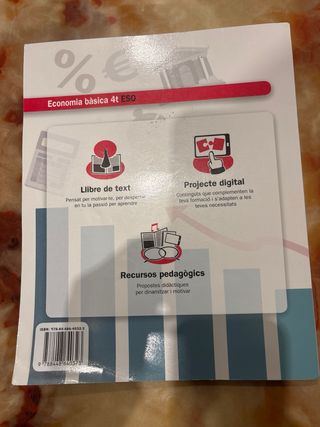 %
Economia bàsica 4t ESO
Llibre de text
Pensat per motivar-te, per despertar
en tu la passió per aprendre
Projecte digital
Continguts que complementen la
teva formació i s'adapten a les
teves necessitats
Recursos pedagògics
Propostes didàctiques
per dinamitzar i motivar